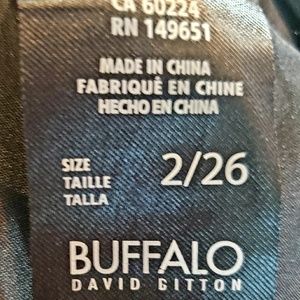 CA 60224
RN 149651
MADE IN CHINA
FABRIQUÉ EN CHINE
HECHO EN CHINA
SIZE
TAILLE 2/26
TALLA
BUFFALO
DAVID BITTON